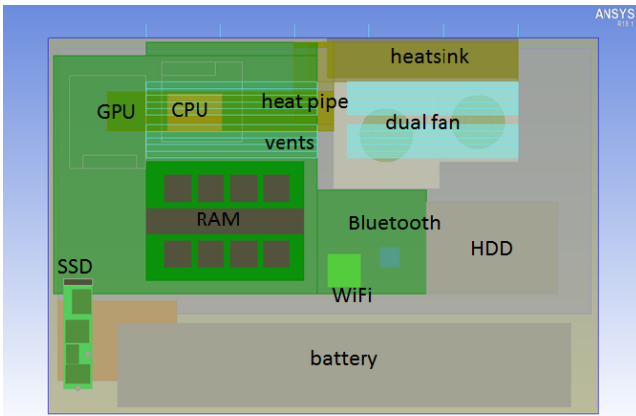 ANSYS
R18.1
heatsink
GPU
CPU
heat pipe
dual fan
vents
RAM
Bluetooth
HDD
SSD
WiFi
battery